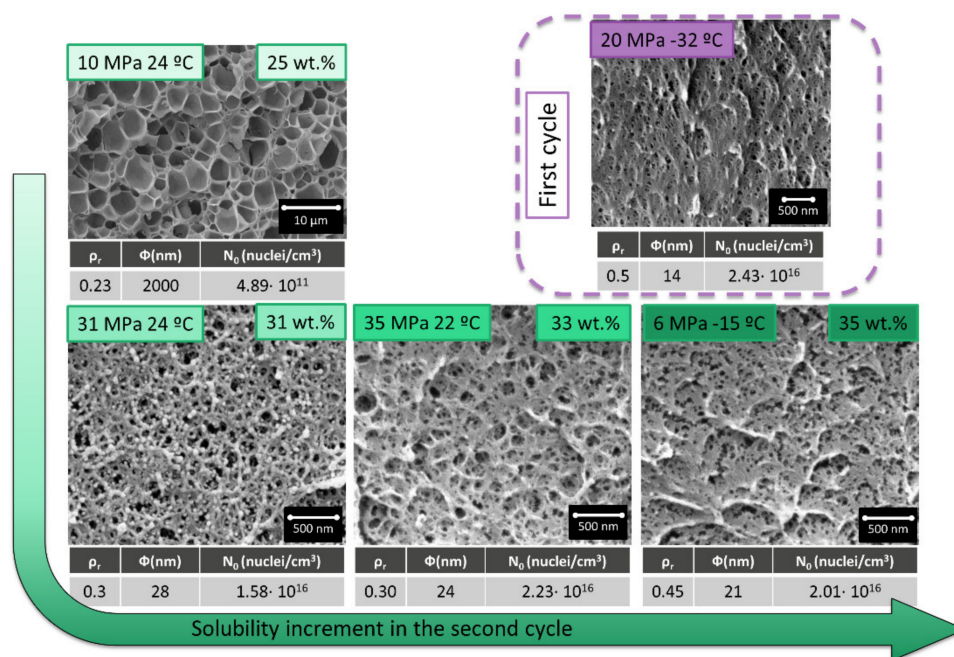 10 MPa 24 ºC 25 wt.%
10 µm
ρr Φ(nm) N0 (nuclei/cm3)
0.23 2000 4.89· 10^11
First cycle
20 MPa -32 ºC
500 nm
ρr Φ(nm) N0 (nuclei/cm3)
0.5 14 2.43· 10^16
31 MPa 24 ºC 31 wt.%
500 nm
ρr Φ(nm) N0 (nuclei/cm3)
0.3 28 1.58· 10^16
35 MPa 22 ºC 33 wt.%
500 nm
ρr Φ(nm) N0 (nuclei/cm3)
0.30 24 2.23· 10^16
6 MPa -15 ºC 35 wt.%
500 nm
ρr Φ(nm) N0 (nuclei/cm3)
0.45 21 2.01· 10^16
Solubility increment in the second cycle